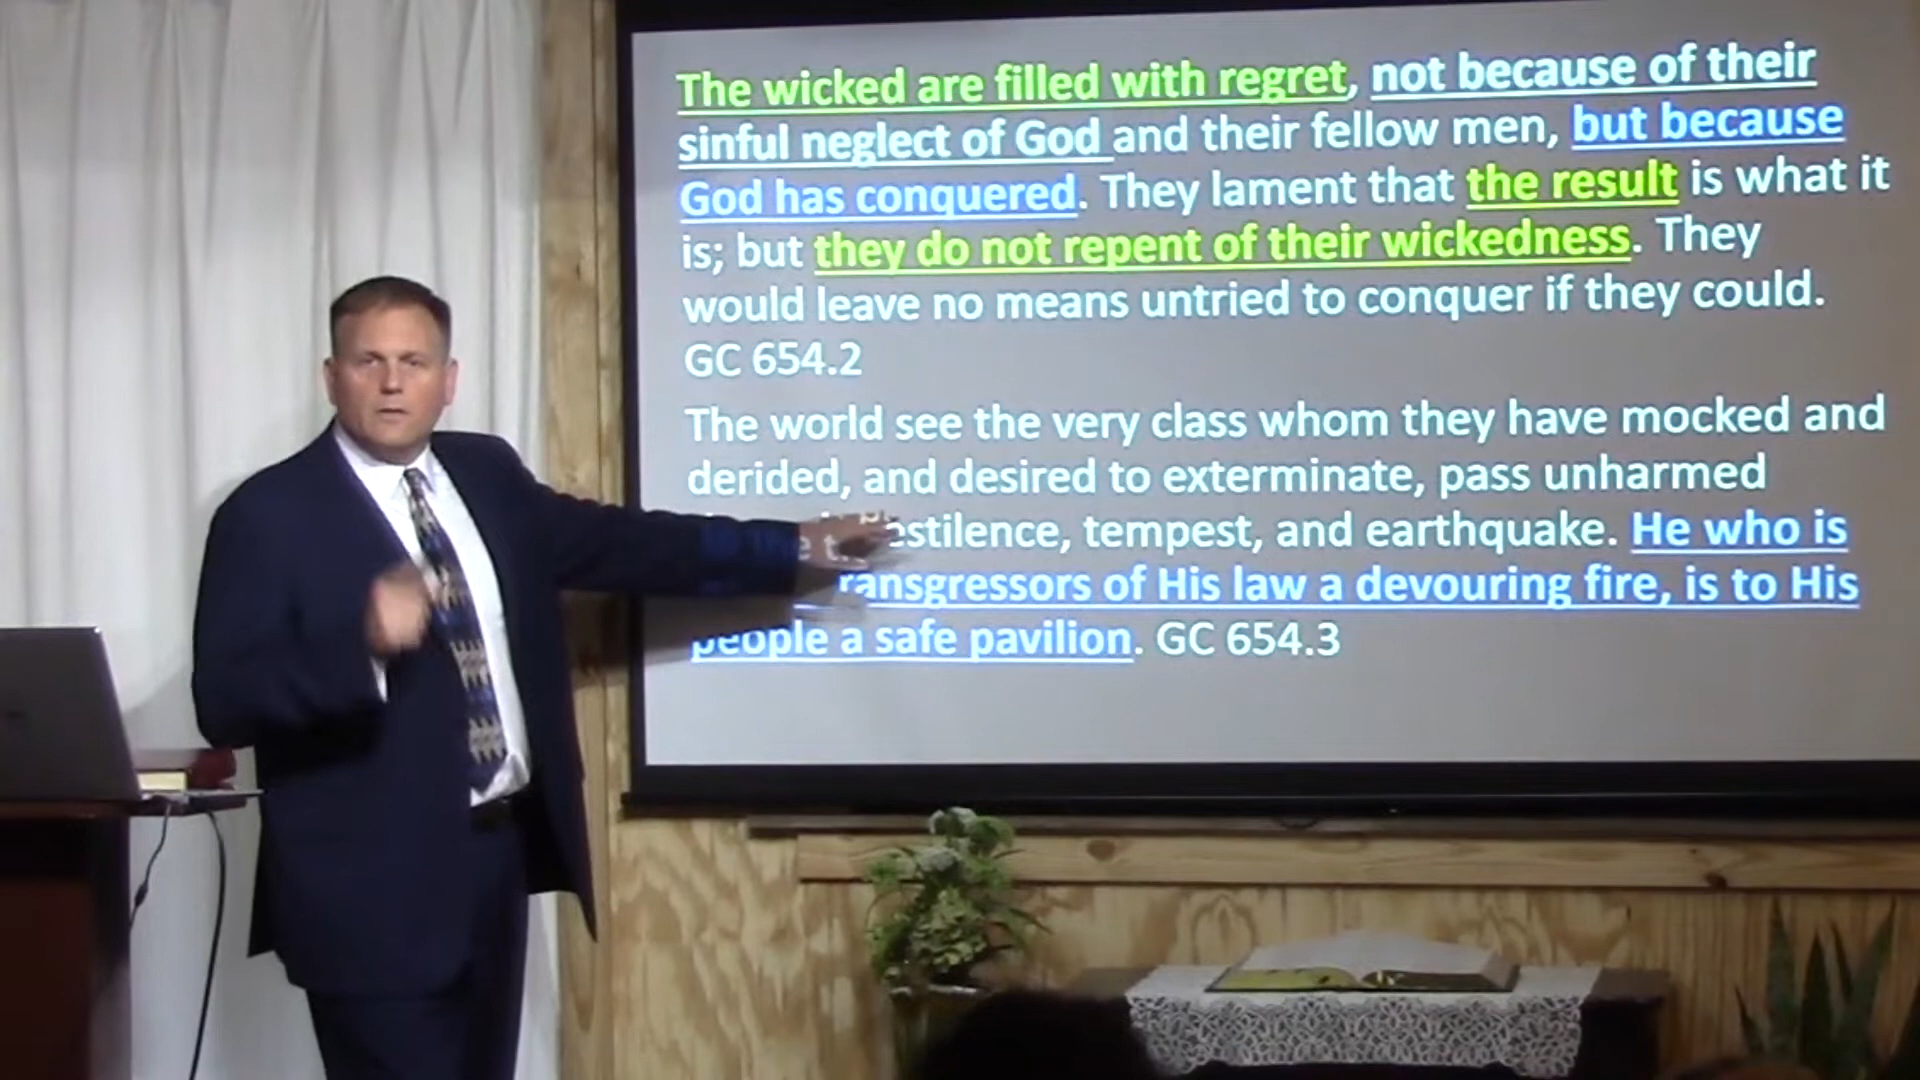 The wicked are filled with regret, not because of their
sinful neglect of God and their fellow men, but because
God has conquered. They lament that the result is what it
is; but they do not repent of their wickedness. They
would leave no means untried to conquer if they could.
GC 654.2
The world see the very class whom they have mocked and
derided, and desired to exterminate, pass unharmed
pestilence, tempest, and earthquake. He who is
transgressors of His law a devouring fire, is to His
people a safe pavilion. GC 654.3